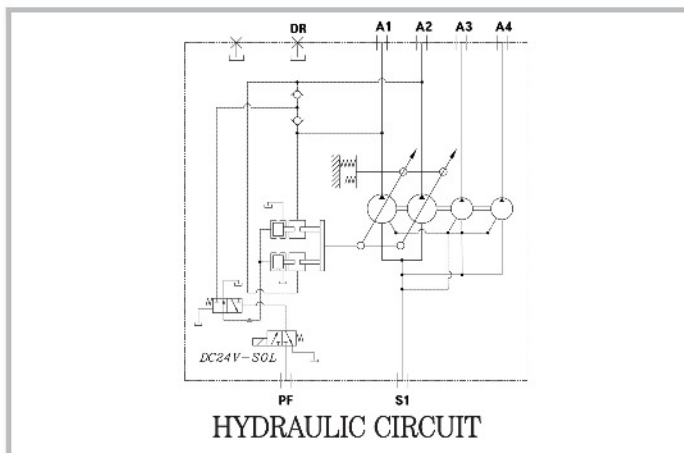 DR A1 A2 A3 A4
DC24V-SOL
PF S1
HYDRAULIC CIRCUIT